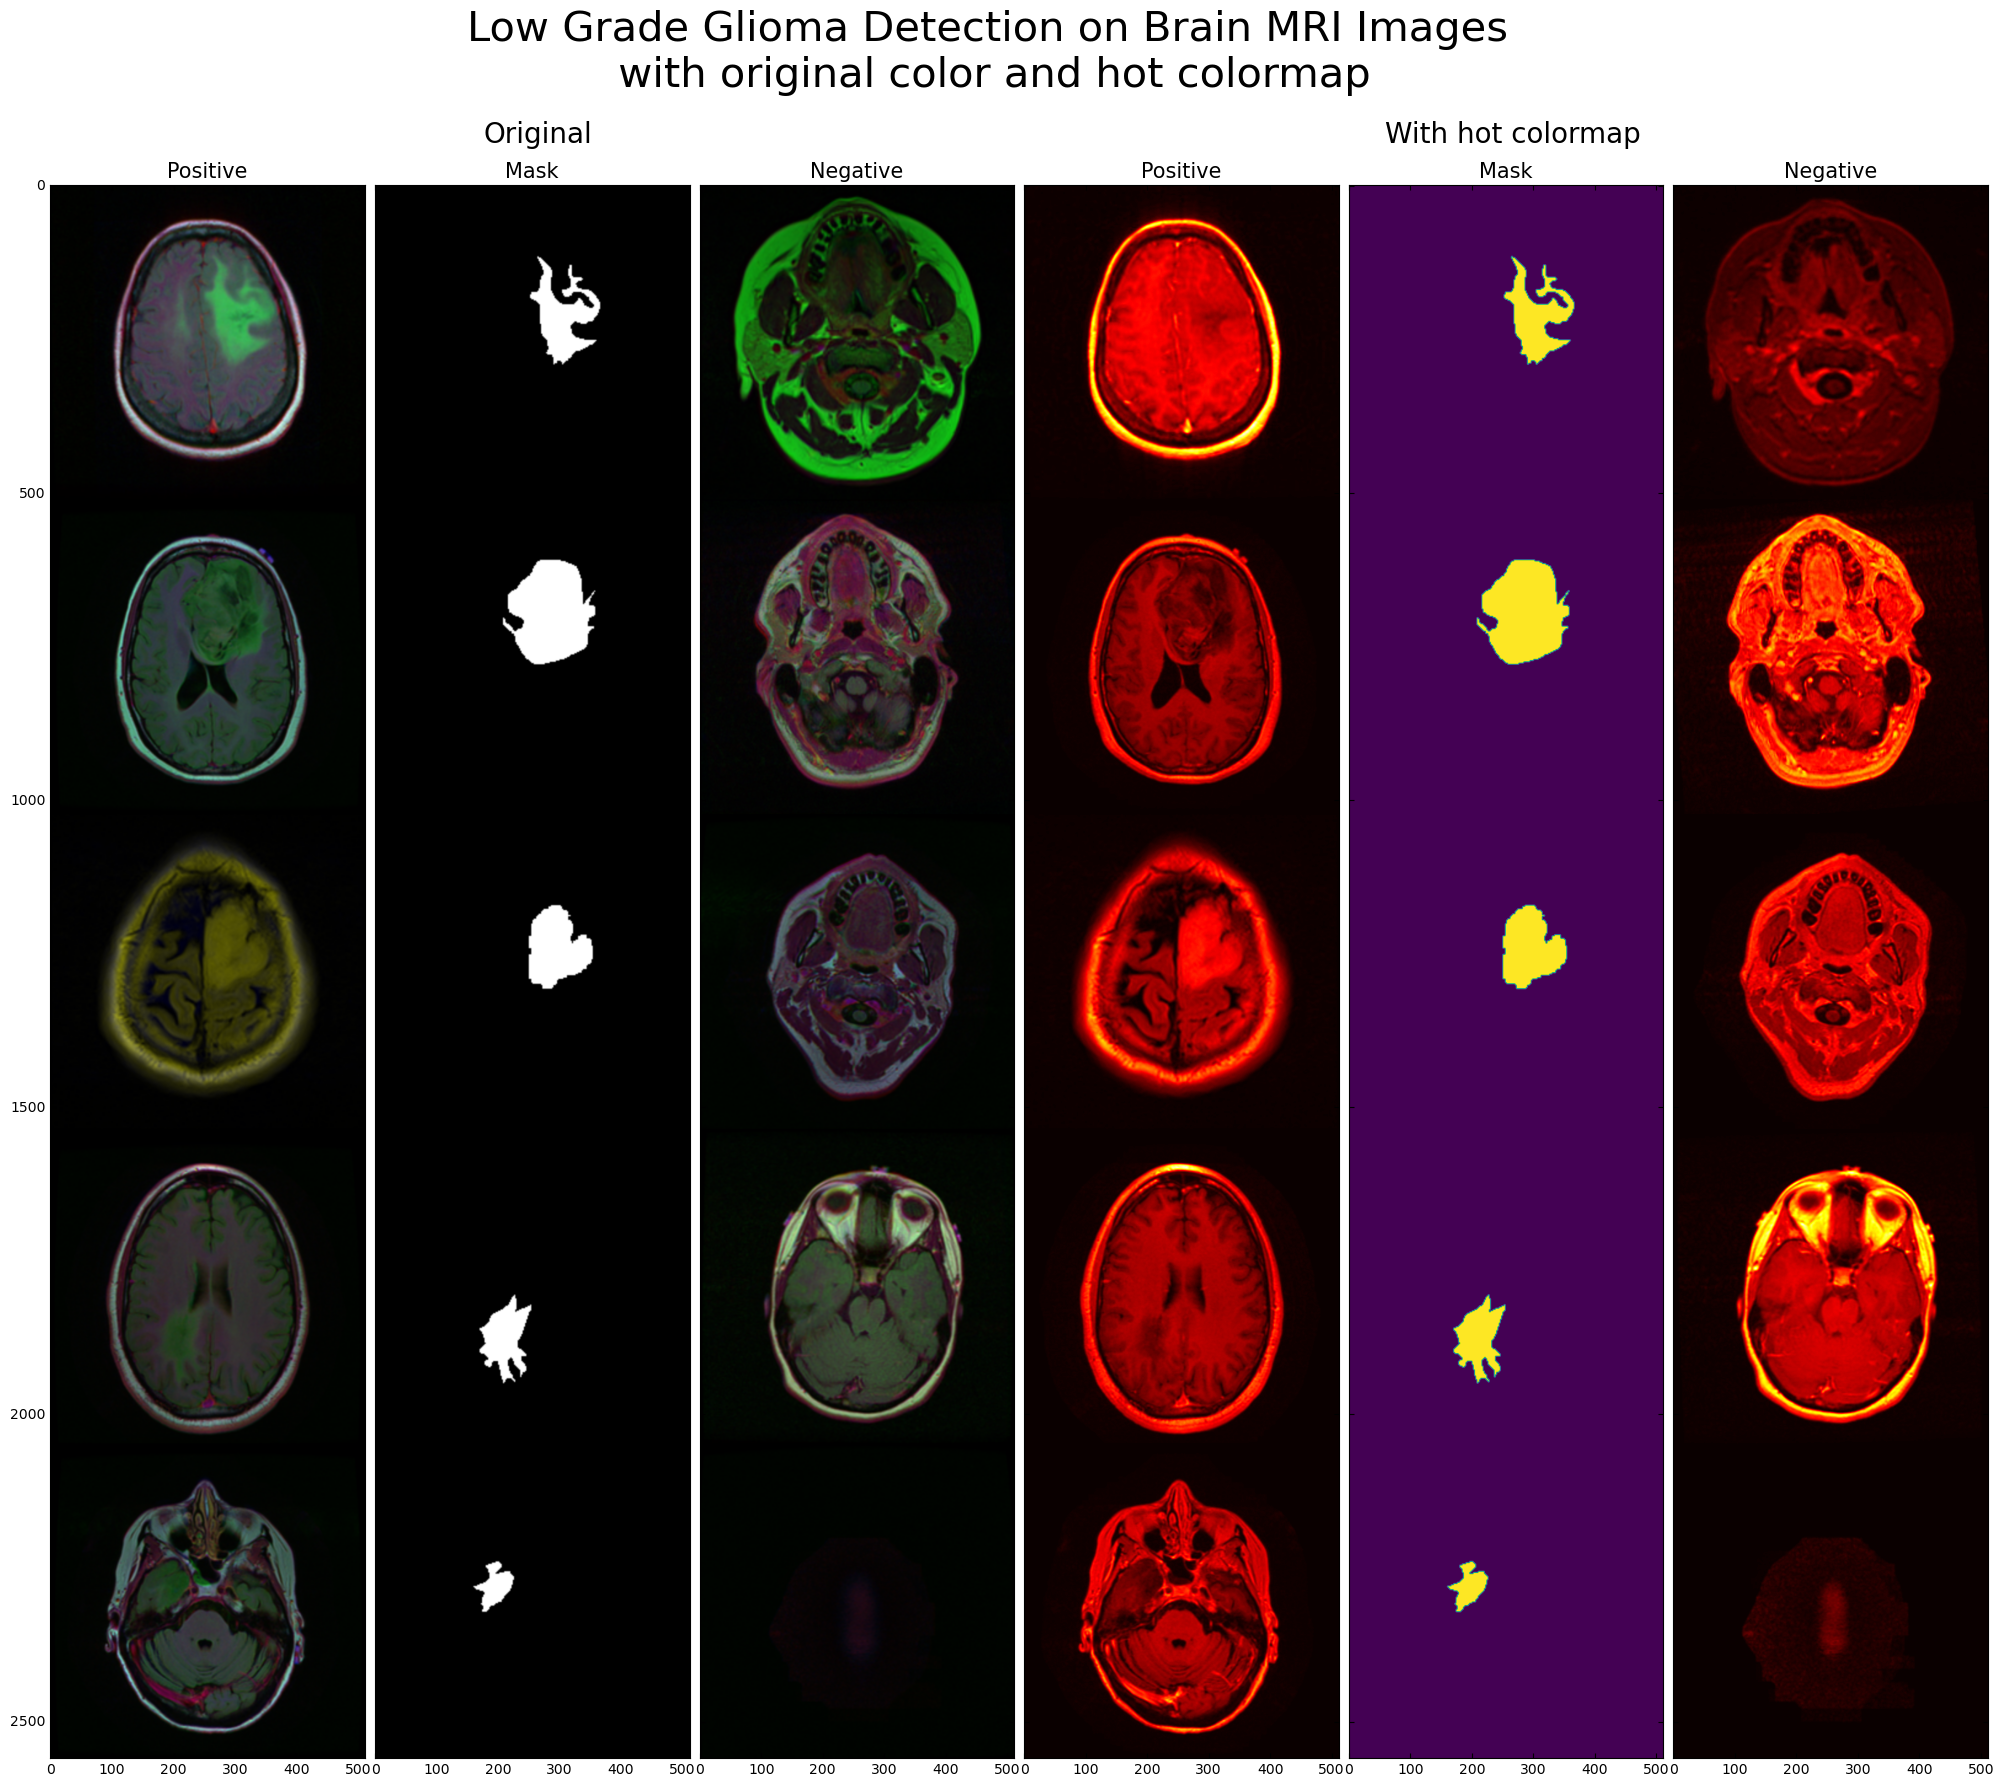 Low Grade Glioma Detection on Brain MRI Images
with original color and hot colormap
Original
With hot colormap
Positive
Mask
Negative
Positive
Mask
Negative
0
500
1000
1500
2000
2500
0 100 200 300 400 500
0 100 200 300 400 500
0 100 200 300 400 500
0 100 200 300 400 500
0 100 200 300 400 500
0 100 200 300 400 500